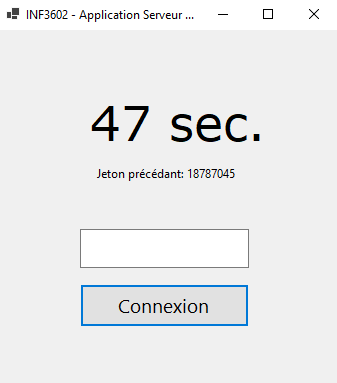 INF3602 - Application Serveur ...
47 sec.
Jeton précédant: 18787045
Connexion